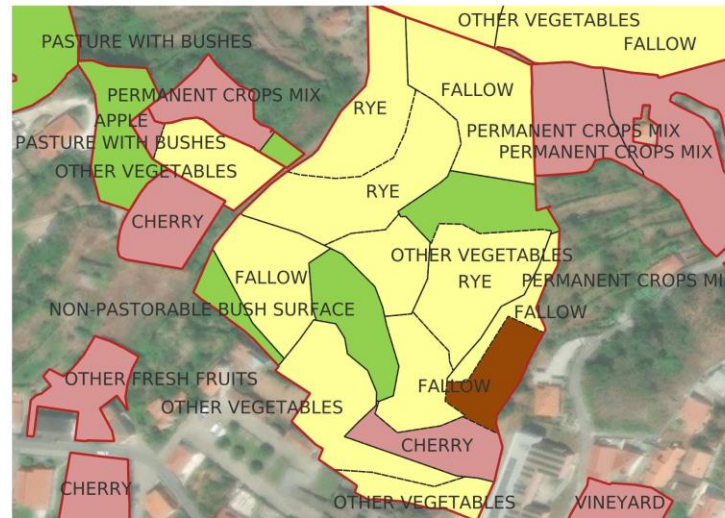 OTHER VEGETABLES
PASTURE WITH BUSHES
FALLOW
FALLOW
PERMANENT CROPS MIX
RYE
APPLE
PERMANENT CROPS MIX
PASTURE WITH BUSHES
PERMANENT CROPS MIX
OTHER VEGETABLES
RYE
CHERRY
OTHER VEGETABLES
FALLOW
RYE
PERMANENT CROPS MI
NON-PASTORABLE BUSH SURFACE
FALLOW
OTHER FRESH FRUITS
FALLOW
OTHER VEGETABLES
CHERRY
CHERRY
OTHER VEGETABLES
VINEYARD